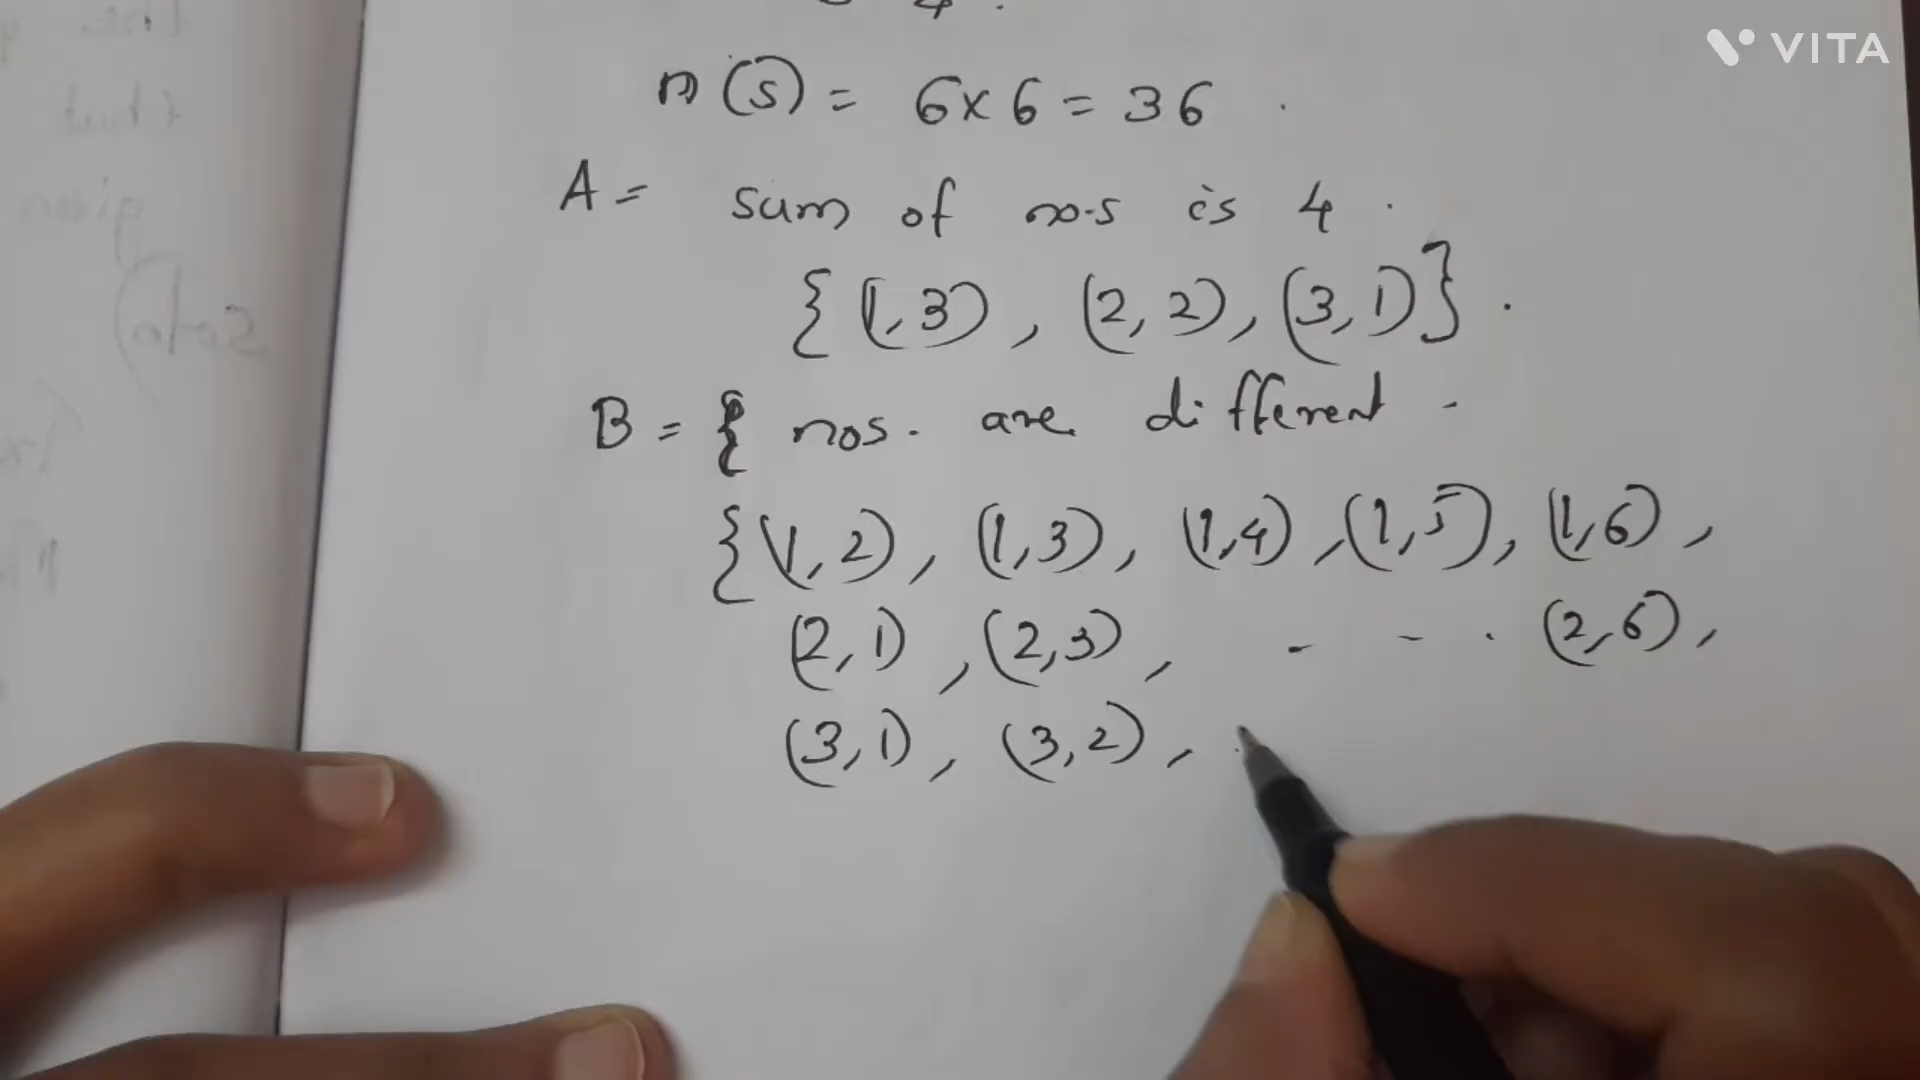 VITA
n(s) = 6x6 = 36 .
A = sum of no.s is 4 .
{(1,3), (2,2), (3,1)} .
B = { nos. are different .
{(1,2), (1,3), (1,4), (1,5), (1,6),
(2,1), (2,3), - - . (2,6),
(3,1), (3,2), .